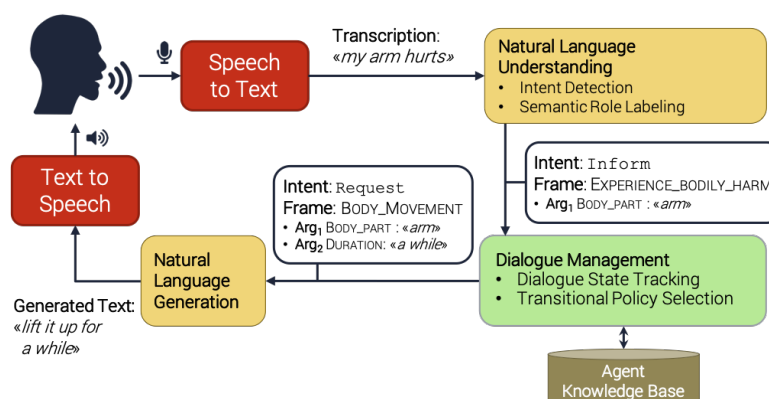 Speech
to Text
Transcription:
«my arm hurts»
Natural Language
Understanding
• Intent Detection
• Semantic Role Labeling
Intent: Inform
Frame: EXPERIENCE_BODILY_HARM
• Arg1 BODY_PART : «arm»
Dialogue Management
• Dialogue State Tracking
• Transitional Policy Selection
Agent
Knowledge Base
Intent: Request
Frame: BODY_MOVEMENT
• Arg1 BODY_PART : «arm»
• Arg2 DURATION: «a while»
Natural
Language
Generation
Generated Text:
«lift it up for
a while»
Text to
Speech